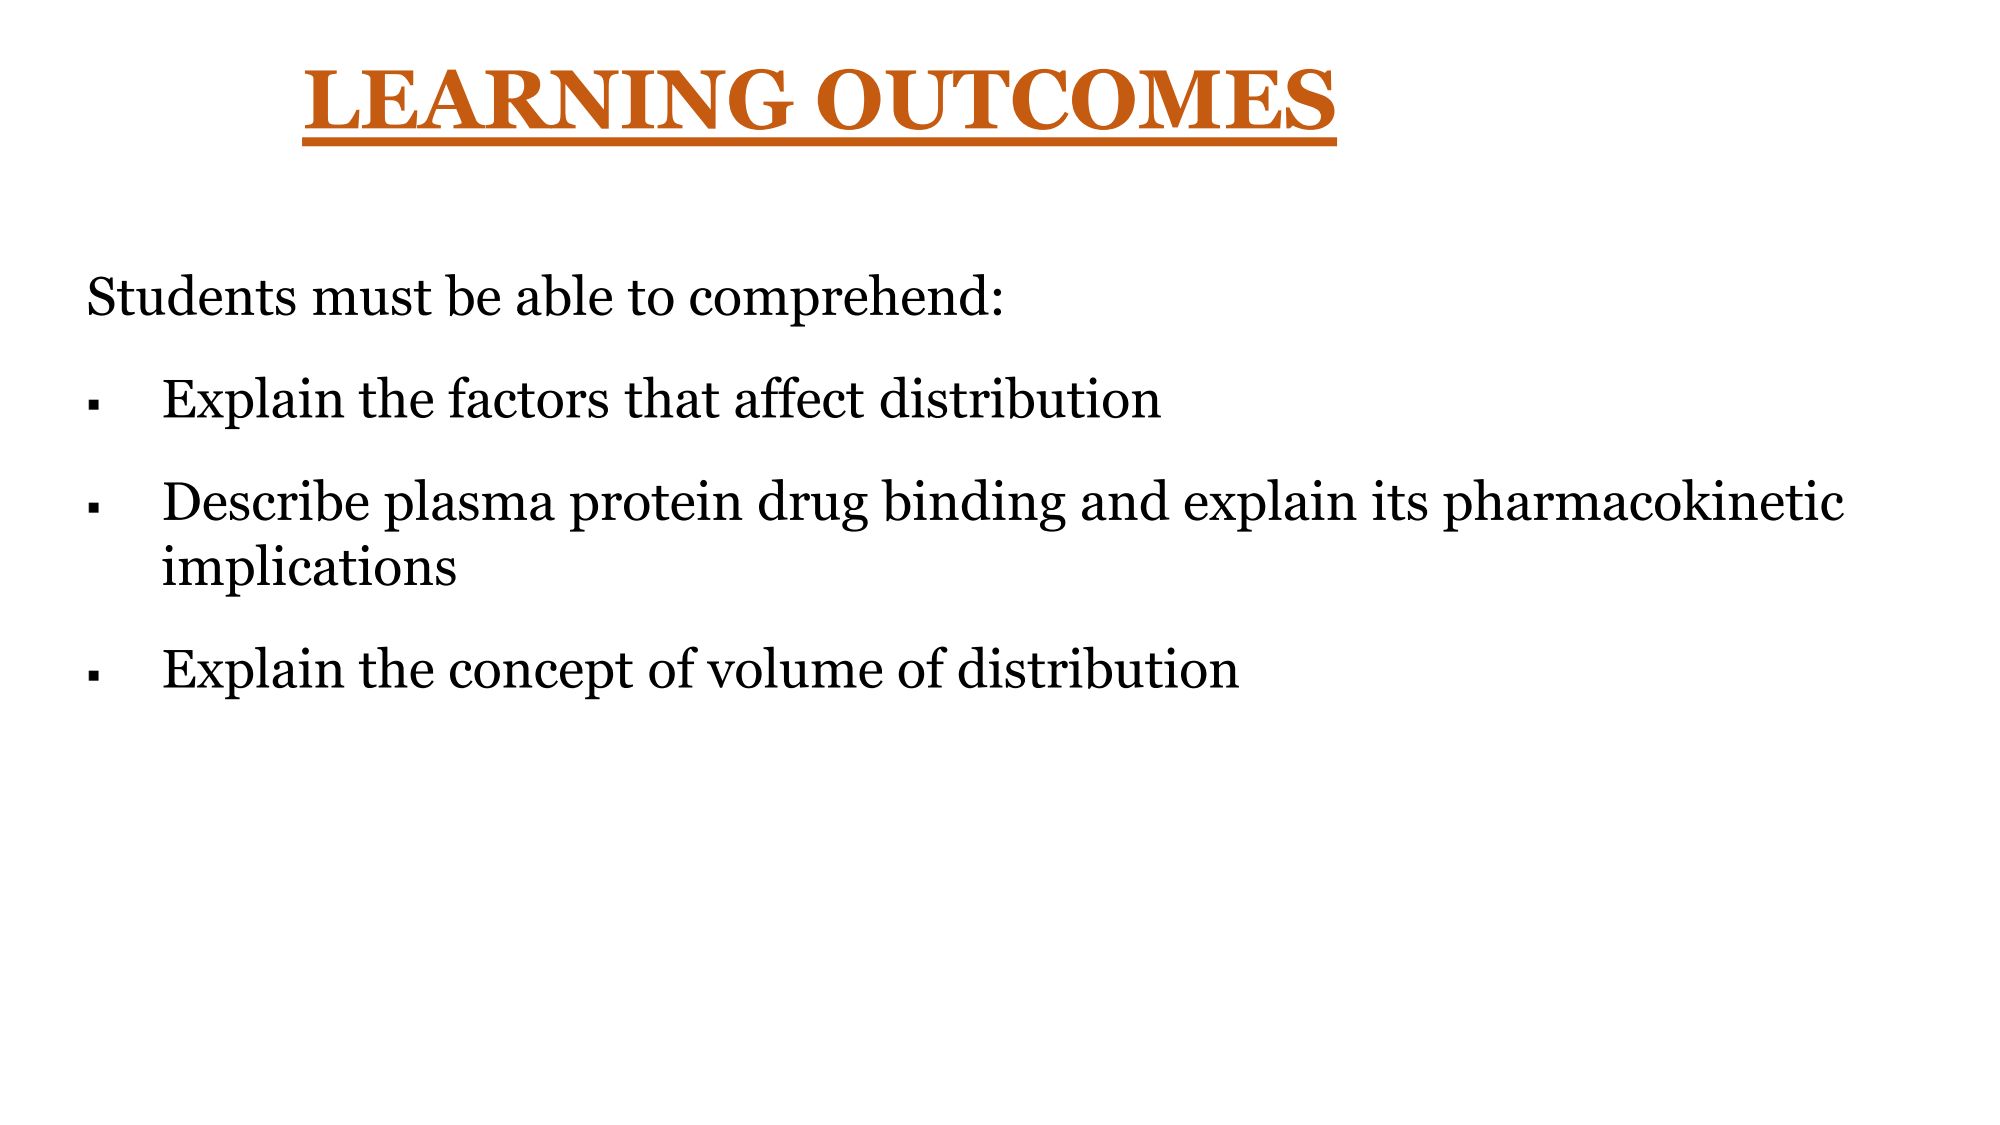 LEARNING OUTCOMES
Students must be able to comprehend:
▪ Explain the factors that affect distribution
▪ Describe plasma protein drug binding and explain its pharmacokinetic
implications
▪ Explain the concept of volume of distribution